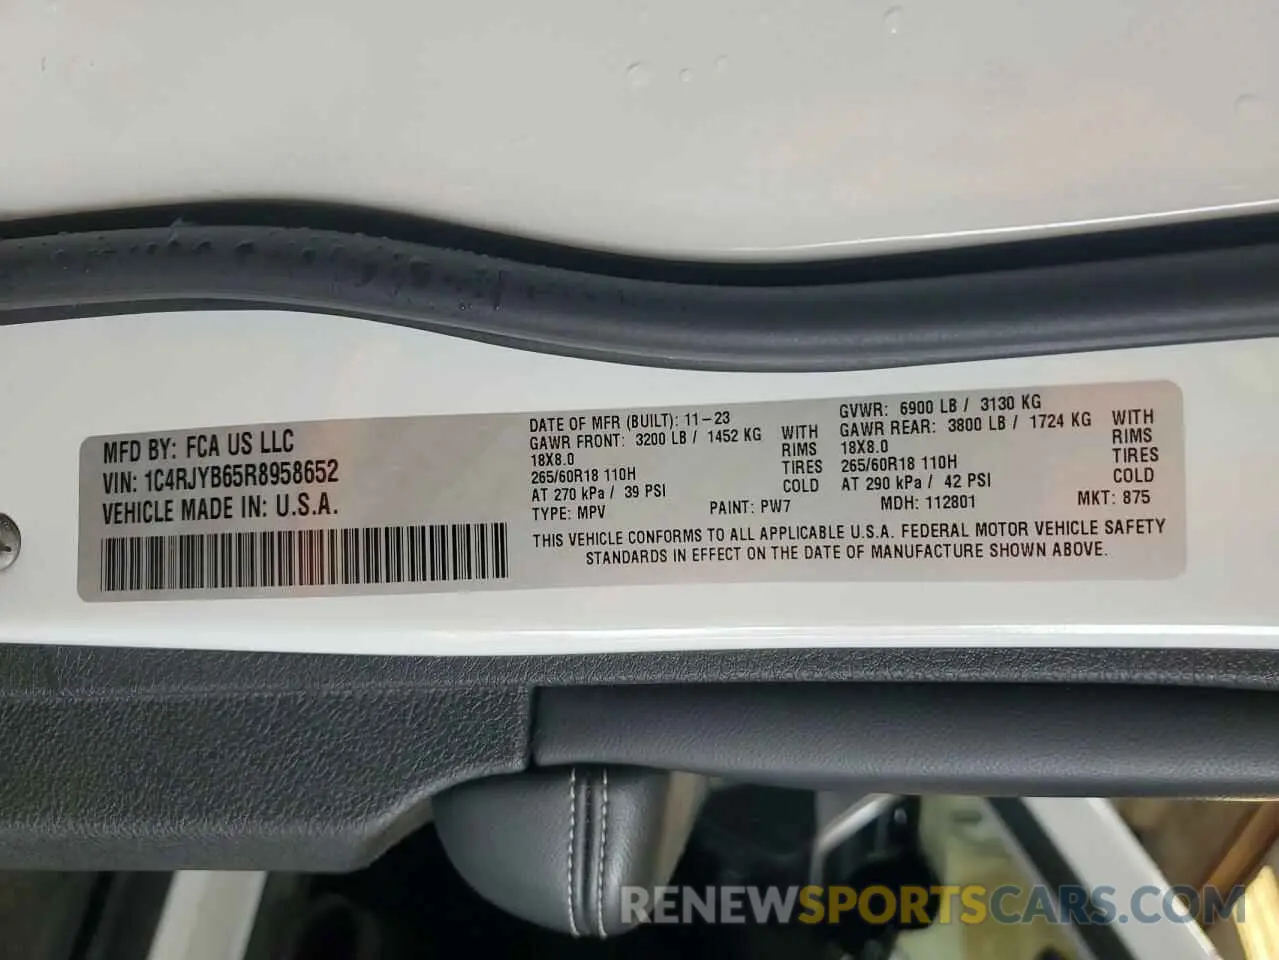 MFD BY: FCA US LLC
VIN: 1C4RJYB65R8958652
VEHICLE MADE IN: U.S.A.
DATE OF MFR (BUILT): 11-23
GAWR FRONT: 3200 LB / 1452 KG WITH
18X8.0 RIMS
265/60R18 110H TIRES
AT 270 kPa / 39 PSI COLD
TYPE: MPV PAINT: PW7
GVWR: 6900 LB / 3130 KG
GAWR REAR: 3800 LB / 1724 KG WITH
18X8.0 RIMS
265/60R18 110H TIRES
AT 290 kPa / 42 PSI COLD
MDH: 112801 MKT: 875
THIS VEHICLE CONFORMS TO ALL APPLICABLE U.S.A. FEDERAL MOTOR VEHICLE SAFETY
STANDARDS IN EFFECT ON THE DATE OF MANUFACTURE SHOWN ABOVE.
RENEWSPORTSCARS.COM